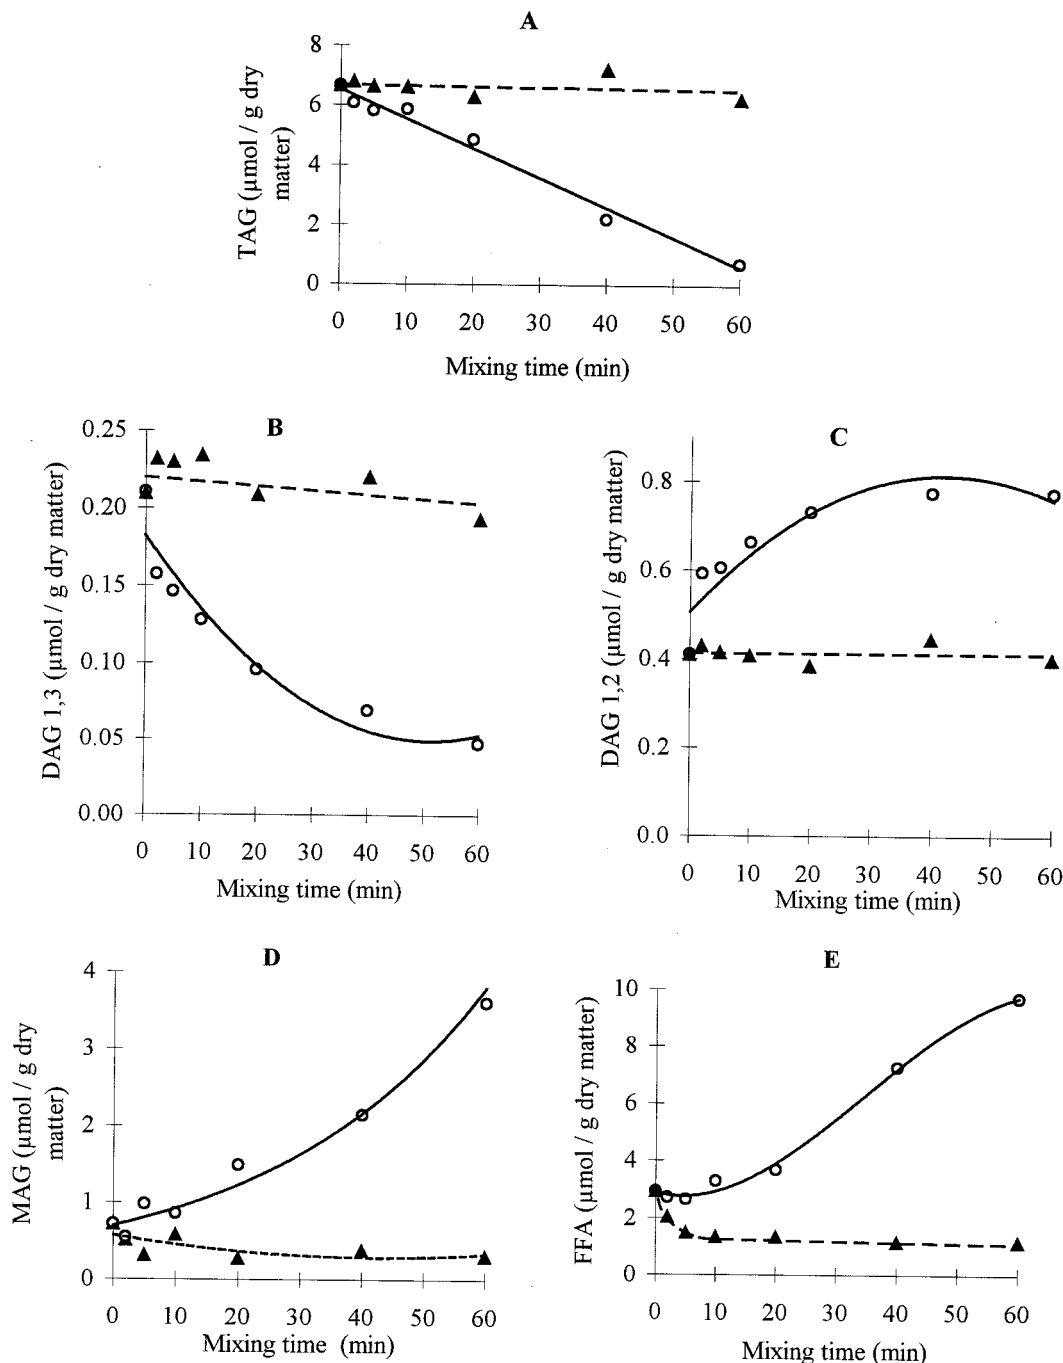 A
8
6
4
2
0
TAG (µmol / g dry
matter)
0 10 20 30 40 50 60
Mixing time (min)
B
0.25
0.20
0.15
0.10
0.05
0.00
DAG 1,3 (µmol / g dry matter)
0 10 20 30 40 50 60
Mixing time (min)
C
0.8
0.6
0.4
0.2
0.0
DAG 1,2 (µmol / g dry matter)
0 10 20 30 40 50 60
Mixing time (min)
D
4
3
2
1
0
MAG (µmol / g dry
matter)
0 10 20 30 40 50 60
Mixing time (min)
E
10
8
6
4
2
0
FFA (µmol / g dry matter)
0 10 20 30 40 50 60
Mixing time (min)